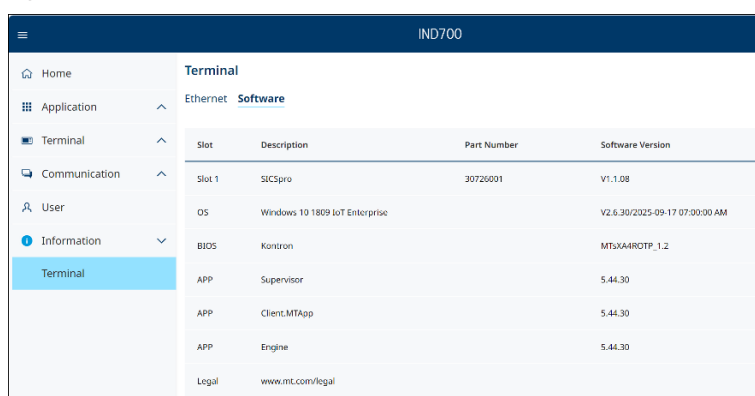 IND700
Home
Application
Terminal
Communication
User
Information
Terminal
Terminal
Ethernet Software
Slot Description Part Number Software Version
Slot 1 SICSpro 30726001 V1.1.08
OS Windows 10 1809 IoT Enterprise V2.6.30/2025-09-17 07:00:00 AM
BIOS Kontron MTsXA4ROTP_1.2
APP Supervisor 5.44.30
APP Client.MTApp 5.44.30
APP Engine 5.44.30
Legal www.mt.com/legal